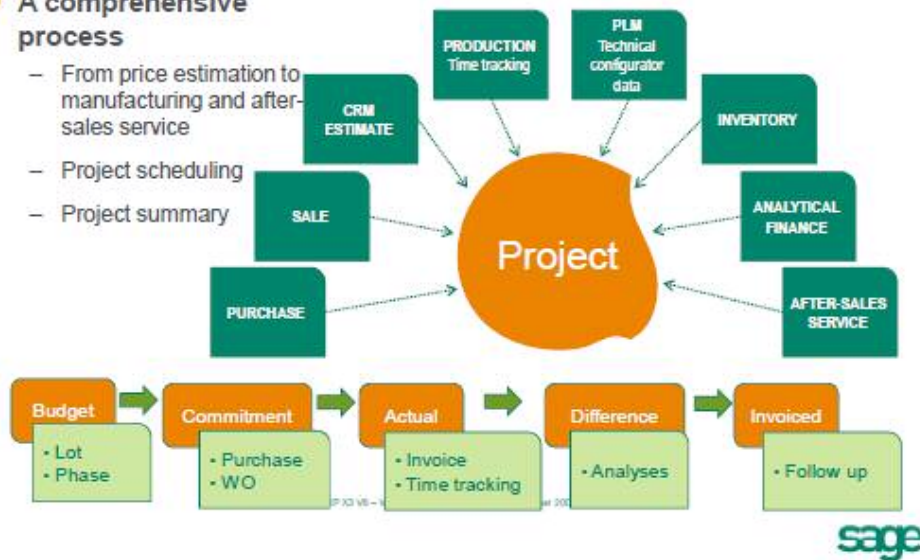 A comprehensive
process
– From price estimation to
manufacturing and after-
sales service
– Project scheduling
– Project summary
PRODUCTION
Time tracking
PLM
Technical
configurator
data
CRM
ESTIMATE
INVENTORY
SALE
ANALYTICAL
FINANCE
PURCHASE
AFTER-SALES
SERVICE
Project
Budget
• Lot
• Phase
Commitment
• Purchase
• WO
Actual
• Invoice
• Time tracking
Difference
• Analyses
Invoiced
• Follow up
sage